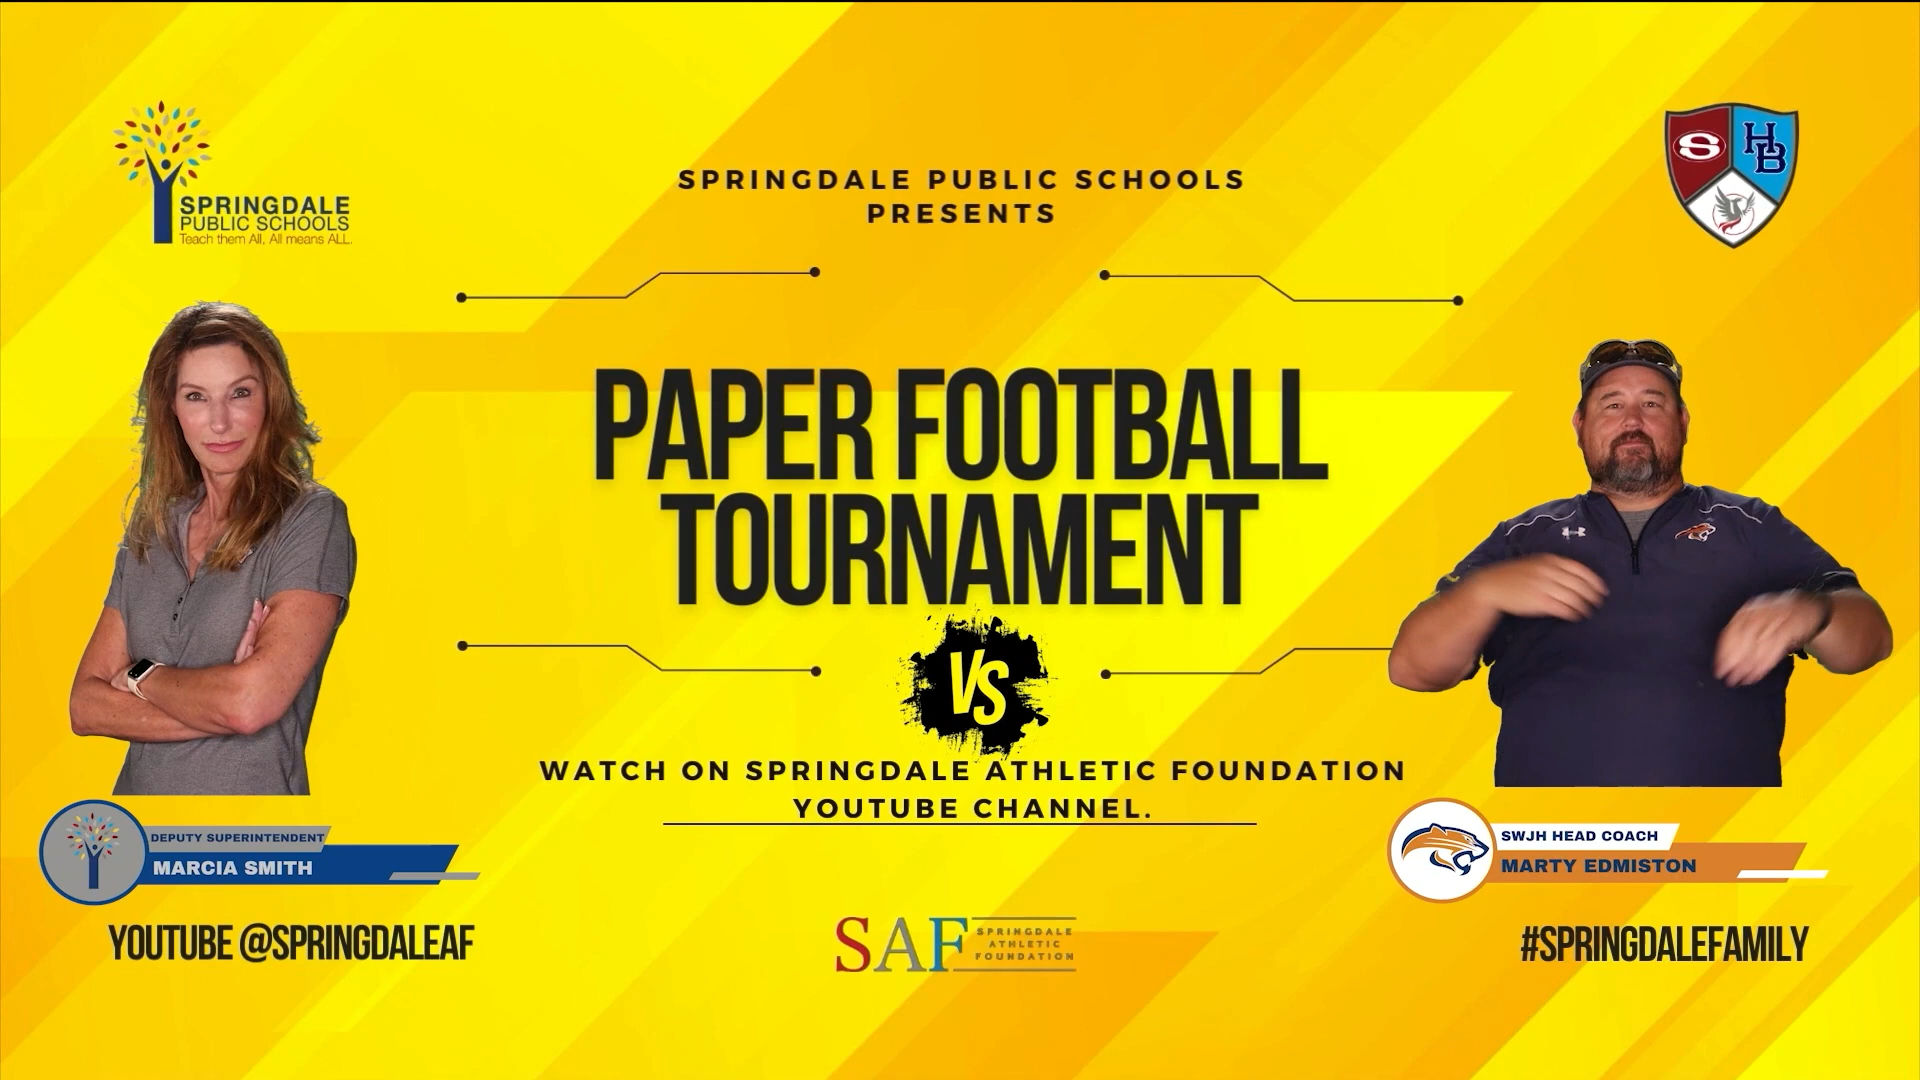 SPRINGDALE
PUBLIC SCHOOLS
Teach them All, All means ALL.
SPRINGDALE PUBLIC SCHOOLS
PRESENTS
S
HB
PAPER FOOTBALL
TOURNAMENT
VS
WATCH ON SPRINGDALE ATHLETIC FOUNDATION
YOUTUBE CHANNEL.
DEPUTY SUPERINTENDENT
MARCIA SMITH
SWJH HEAD COACH
MARTY EDMISTON
YOUTUBE @SPRINGDALEAF
SAF
SPRINGDALE
ATHLETIC
FOUNDATION
#SPRINGDALEFAMILY